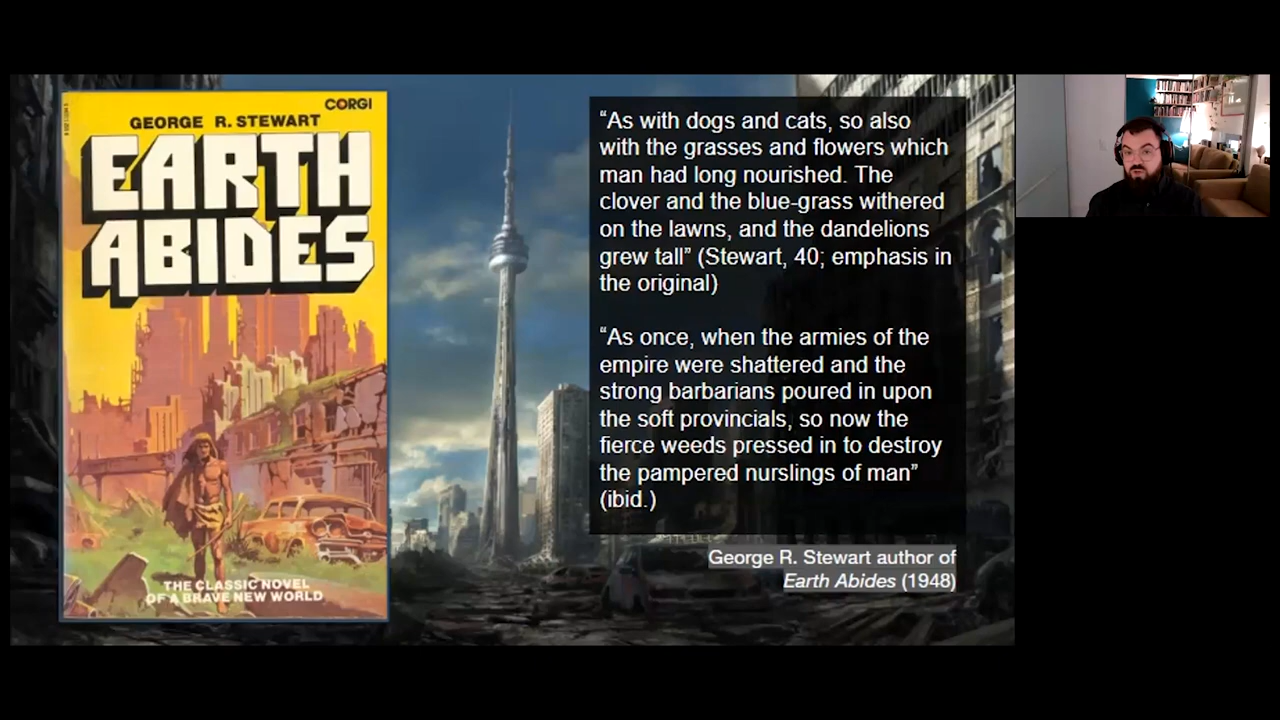 CORGI
GEORGE R. STEWART
EARTH
ABIDES
THE CLASSIC NOVEL
OF A BRAVE NEW WORLD
“As with dogs and cats, so also
with the grasses and flowers which
man had long nourished. The
clover and the blue-grass withered
on the lawns, and the dandelions
grew tall” (Stewart, 40; emphasis in
the original)
“As once, when the armies of the
empire were shattered and the
strong barbarians poured in upon
the soft provincials, so now the
fierce weeds pressed in to destroy
the pampered nurslings of man”
(ibid.)
George R. Stewart author of
Earth Abides (1948)